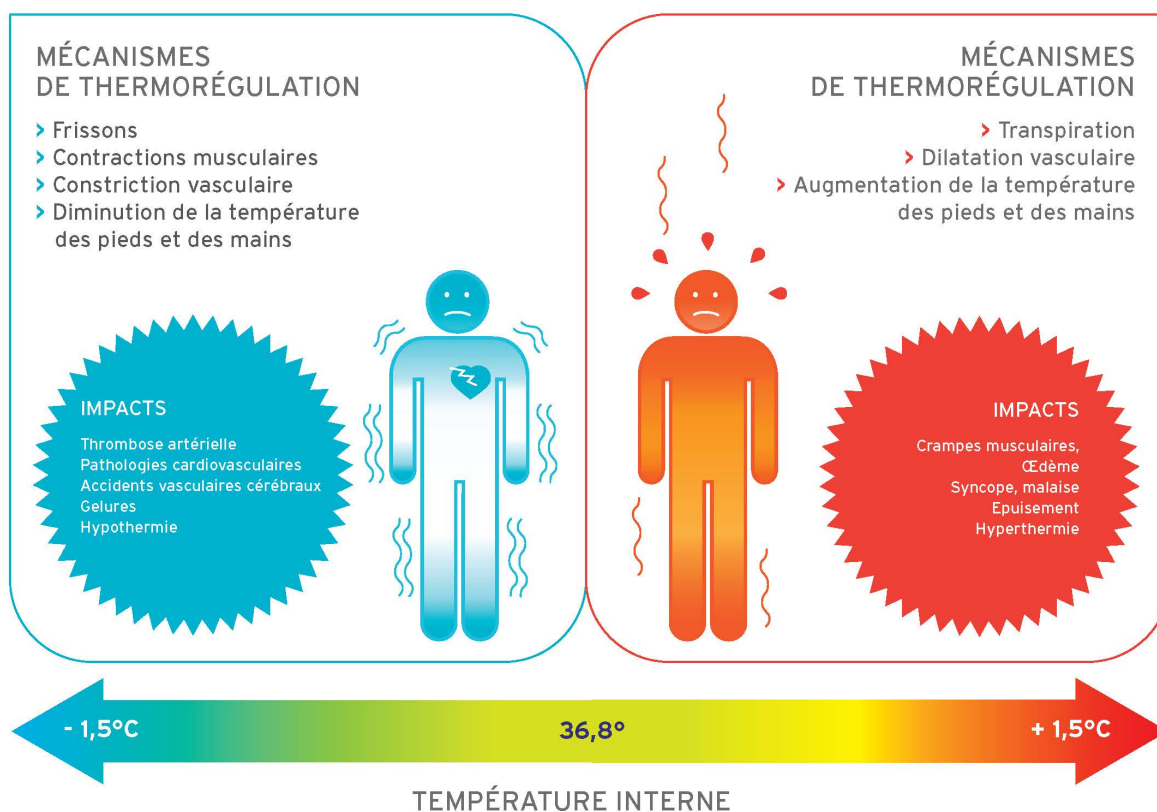 MÉCANISMES
DE THERMORÉGULATION
> Frissons
> Contractions musculaires
> Constriction vasculaire
> Diminution de la température
des pieds et des mains
IMPACTS
Thrombose artérielle
Pathologies cardiovasculaires
Accidents vasculaires cérébraux
Gelures
Hypothermie
MÉCANISMES
DE THERMORÉGULATION
> Transpiration
> Dilatation vasculaire
> Augmentation de la température
des pieds et des mains
IMPACTS
Crampes musculaires,
Œdème
Syncope, malaise
Epuisement
Hyperthermie
- 1,5°C
36,8°
+ 1,5°C
TEMPÉRATURE INTERNE